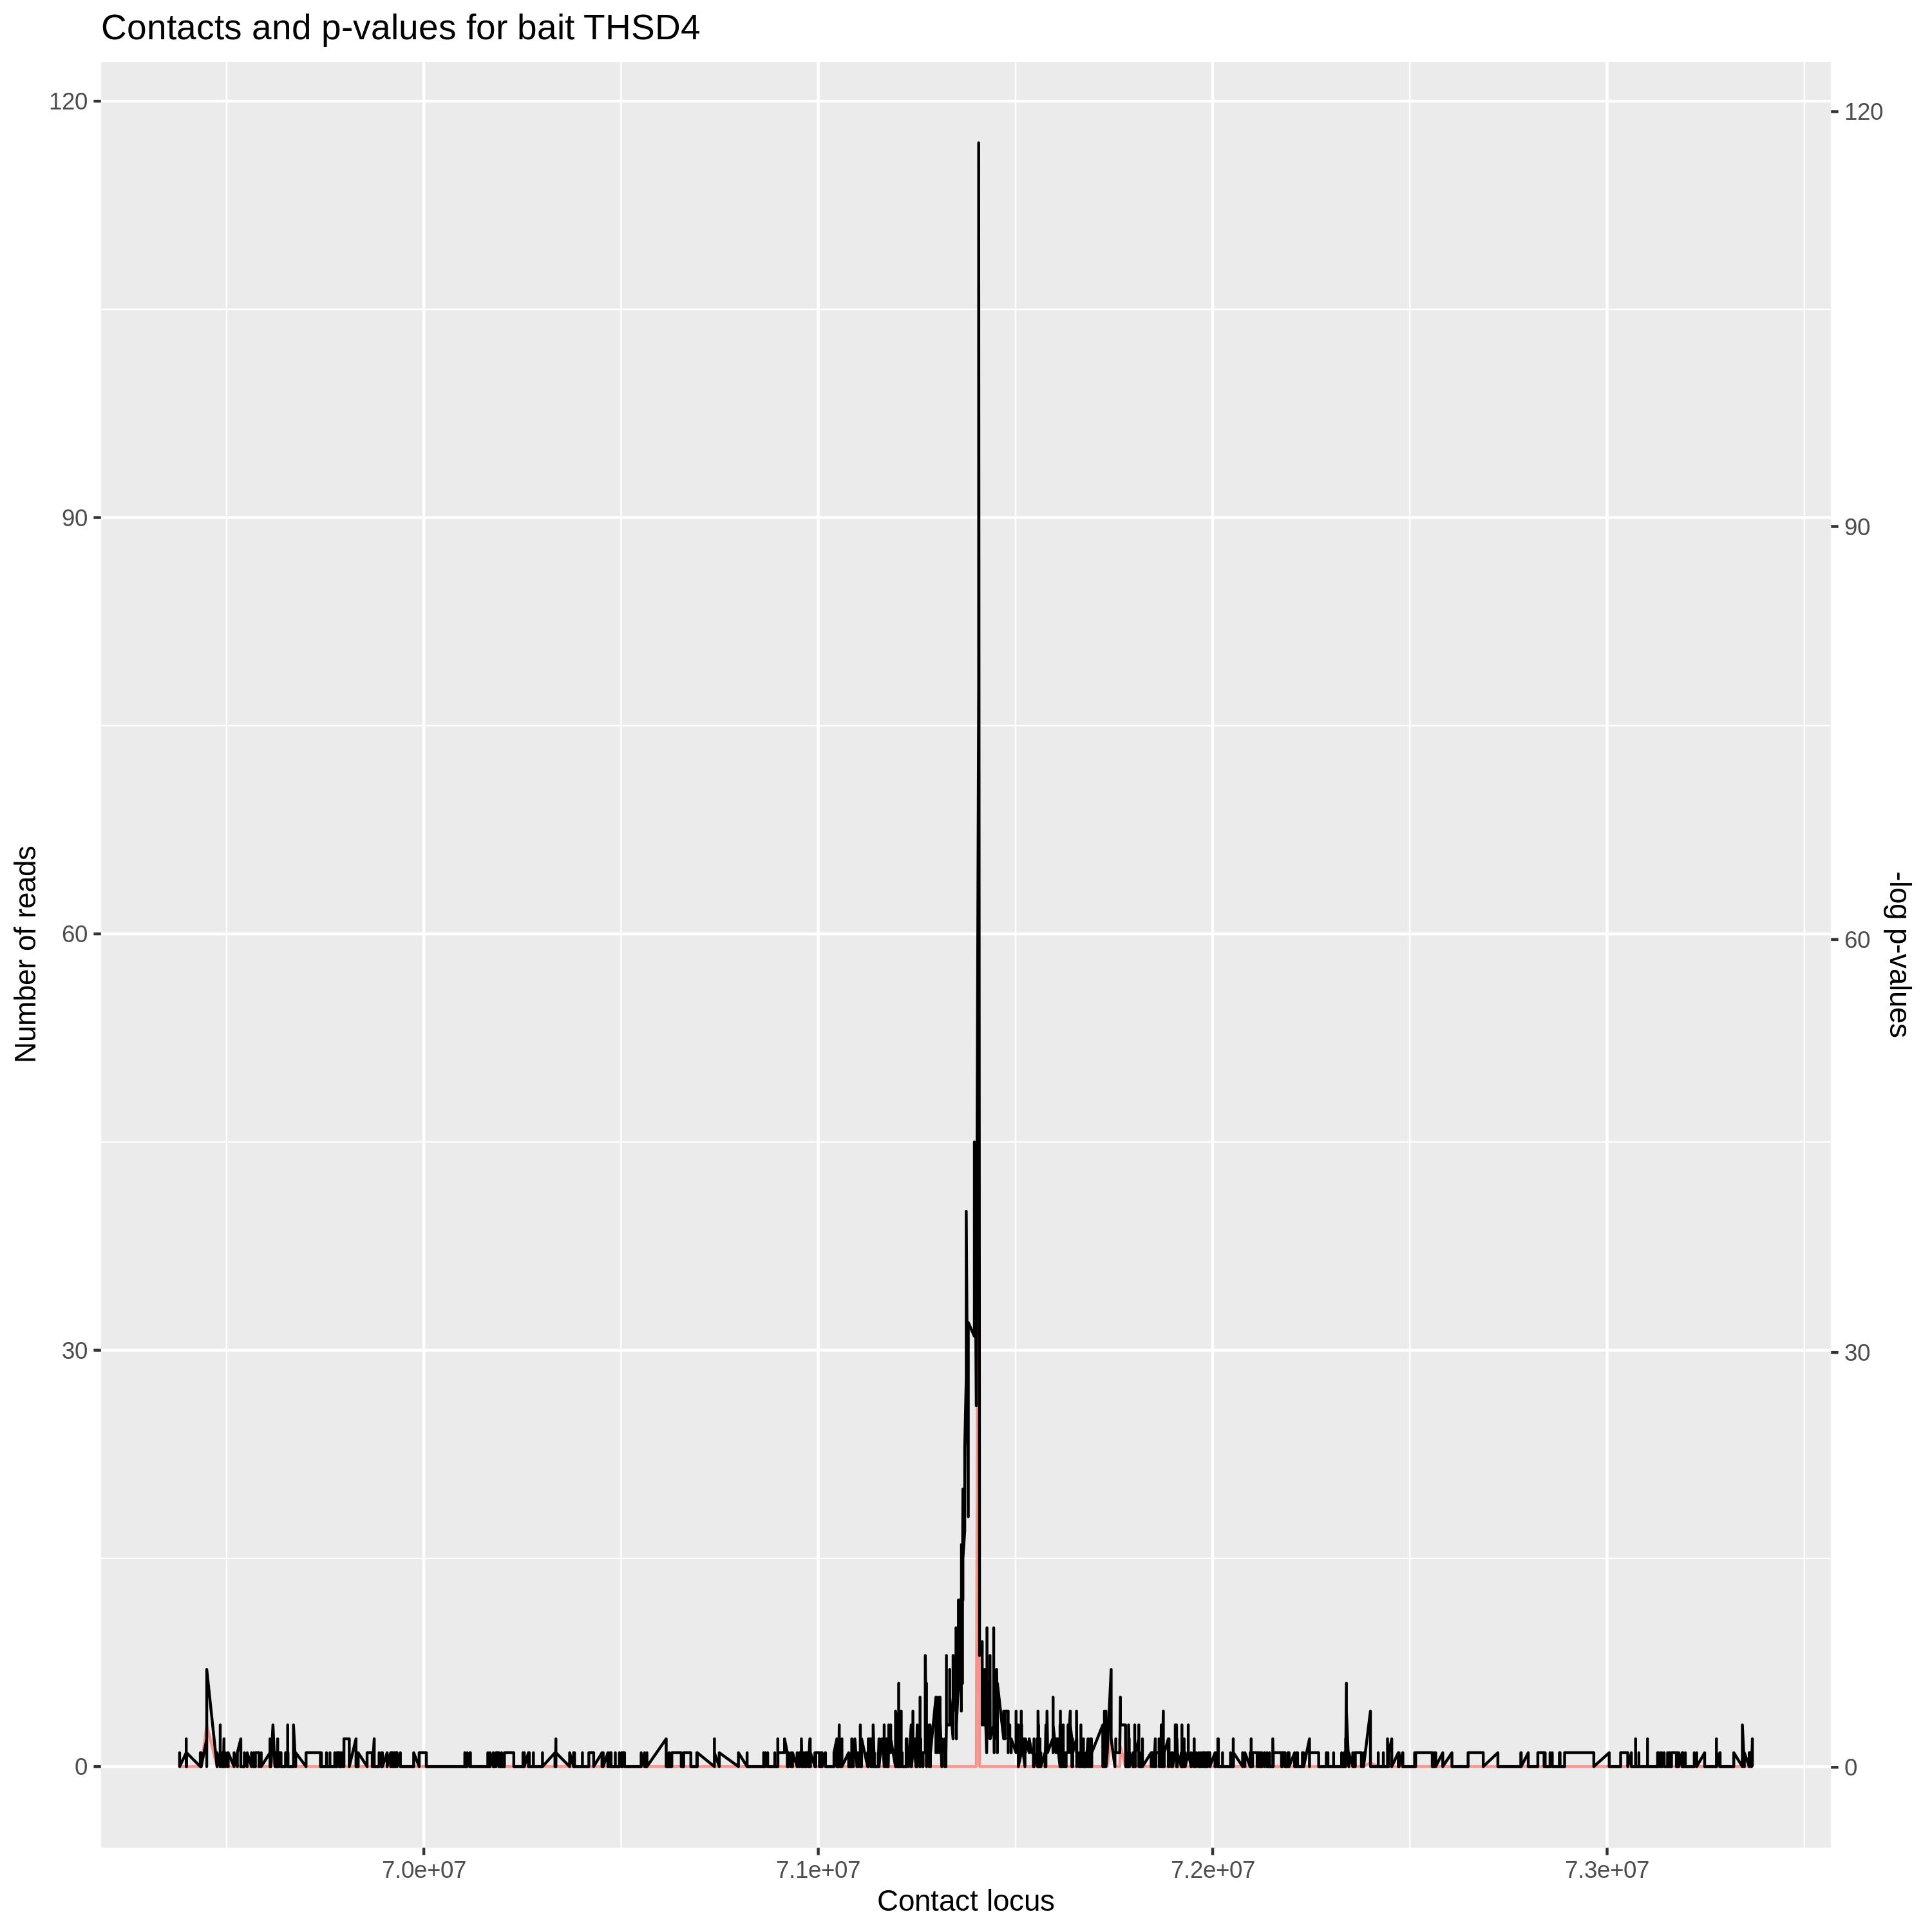 Contacts and p-values for bait THSD4
120
90
60
30
0
120
90
60
30
0
Number of reads
-log p-values
7.0e+07
7.1e+07
7.2e+07
7.3e+07
Contact locus